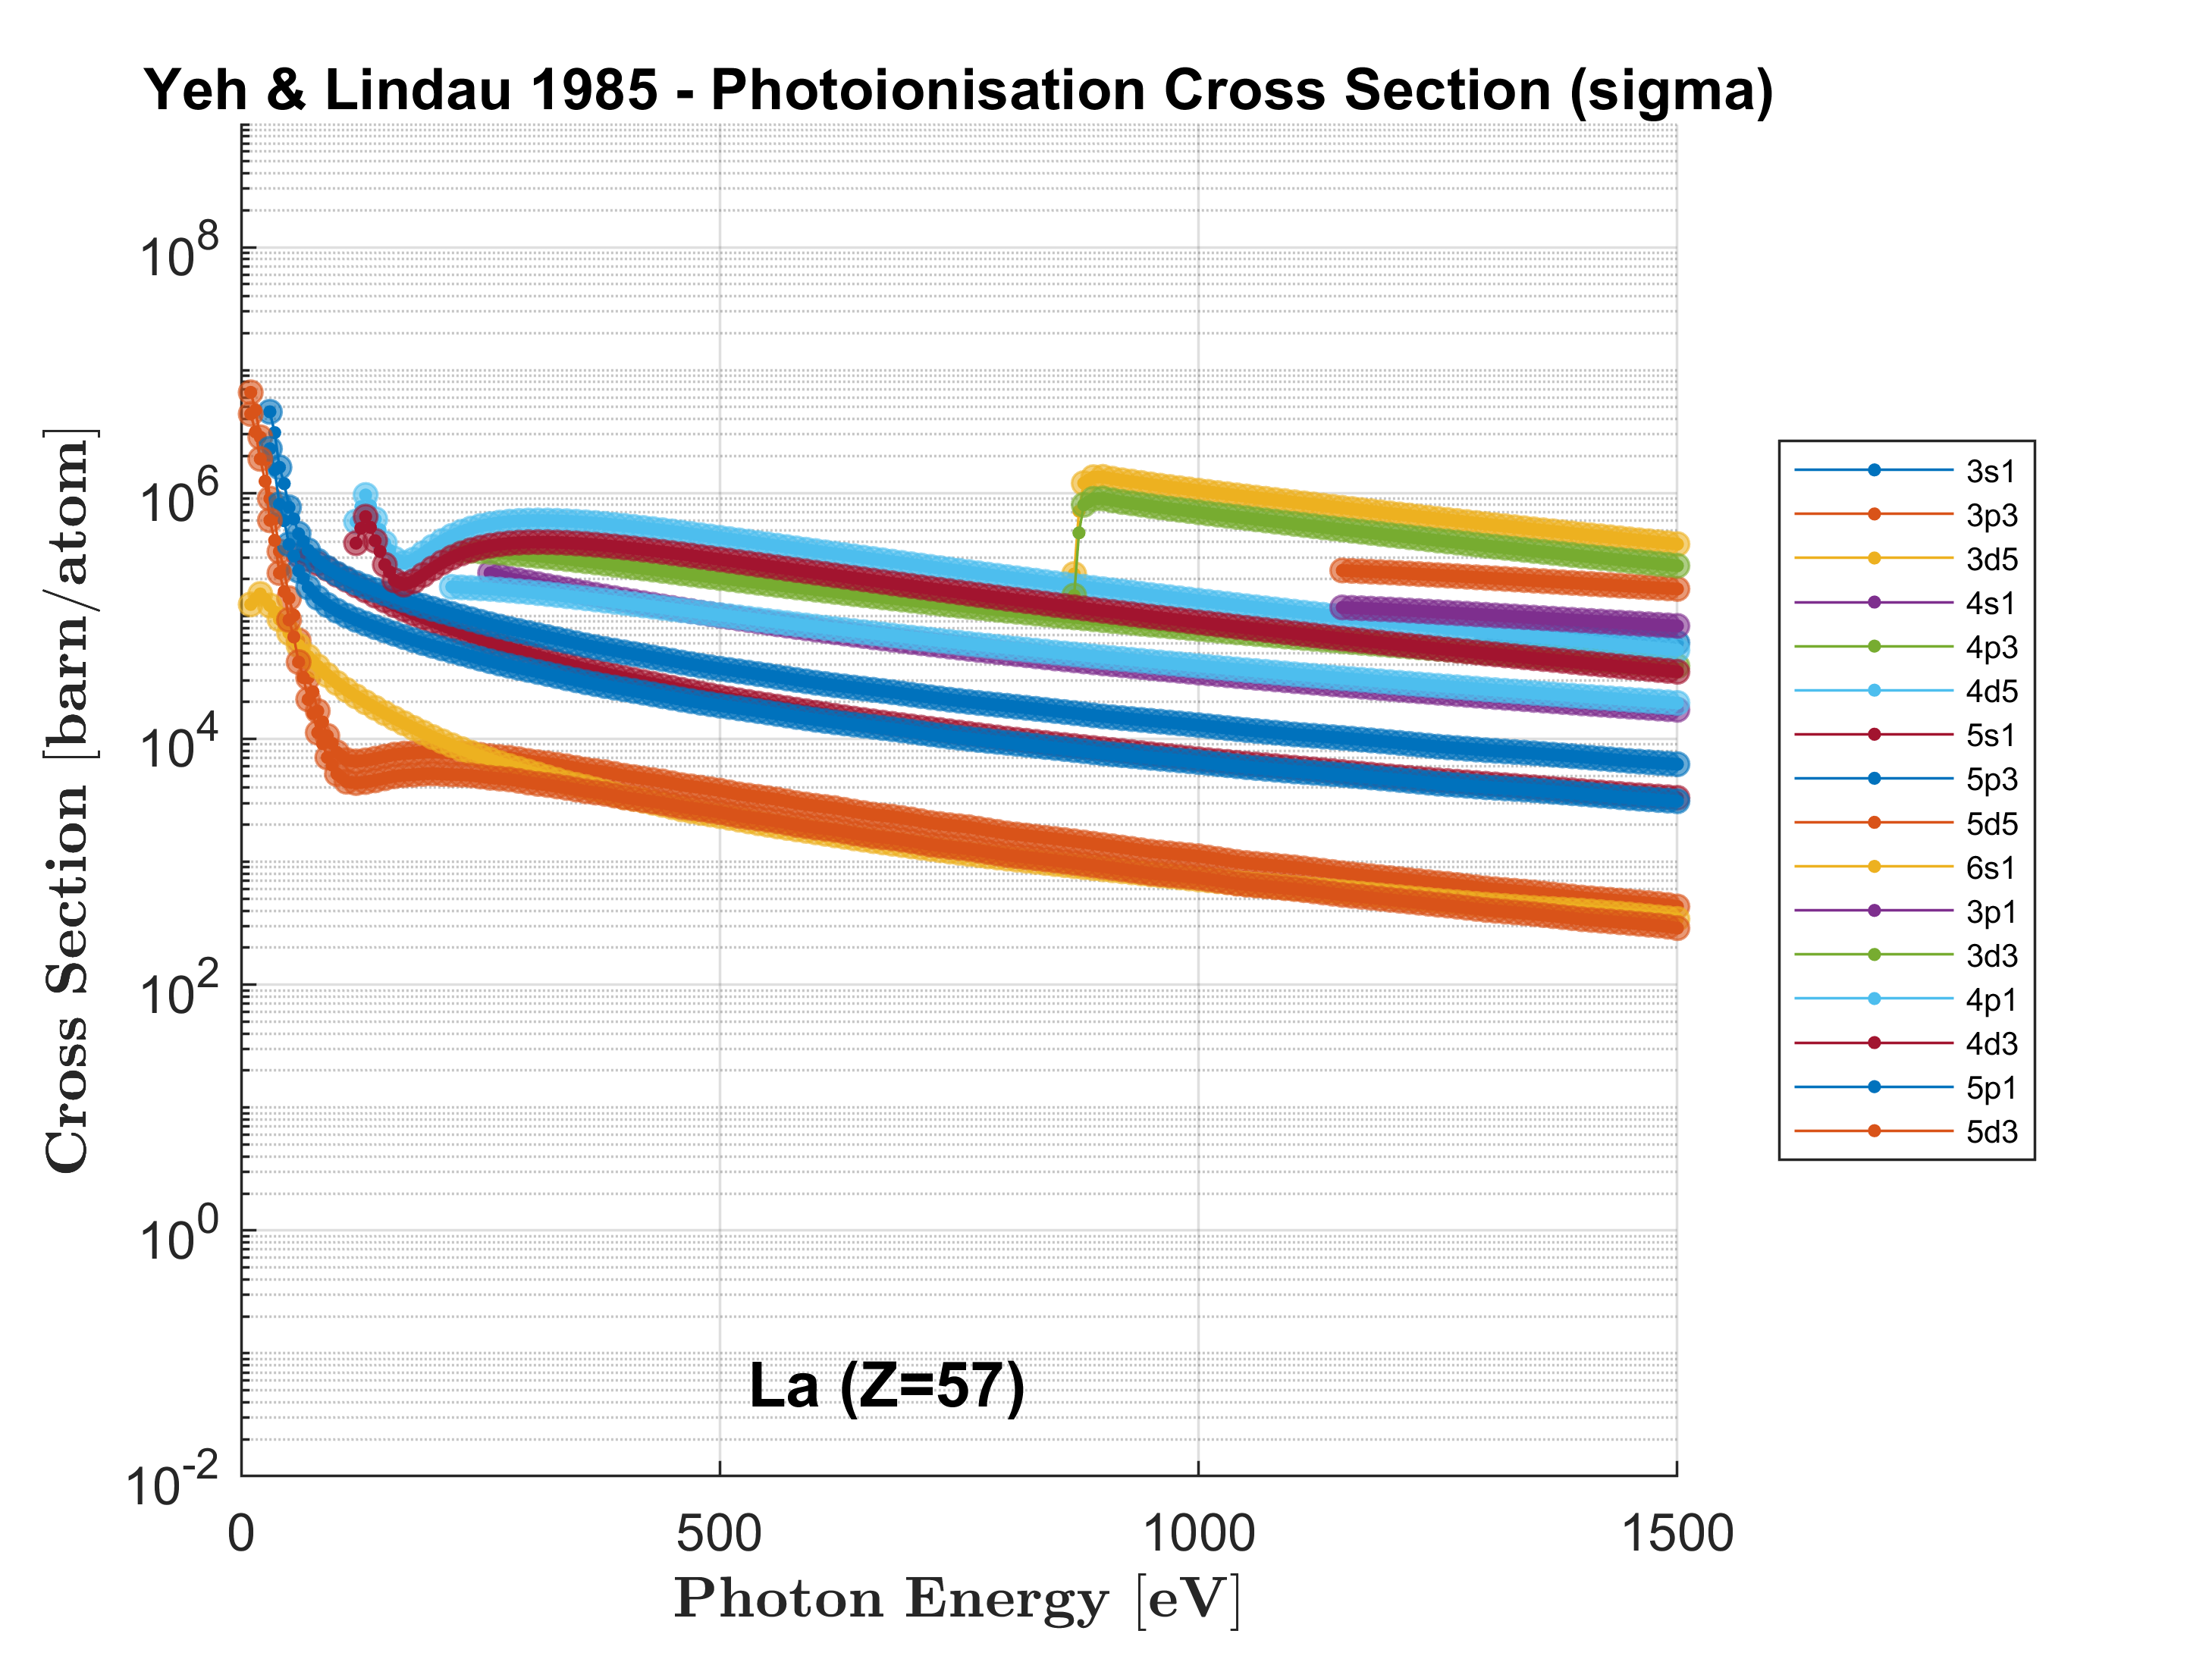 Yeh & Lindau 1985 - Photoionisation Cross Section (sigma)
Cross Section [barn/atom]
10^8
10^6
10^4
10^2
10^0
10^-2
0 500 1000 1500
Photon Energy [eV]
La (Z=57)
3s1
3p3
3d5
4s1
4p3
4d5
5s1
5p3
5d5
6s1
3p1
3d3
4p1
4d3
5p1
5d3